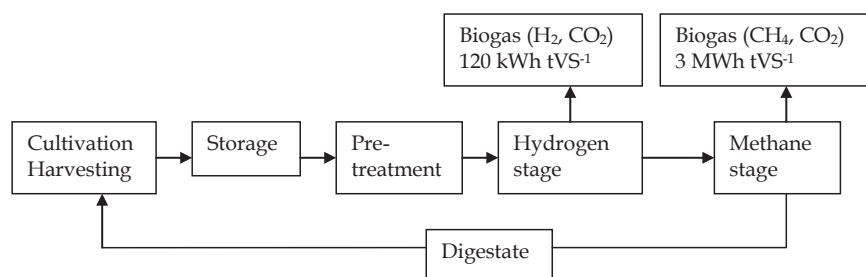 Biogas (H₂, CO₂)
120 kWh tVS⁻¹
Biogas (CH₄, CO₂)
3 MWh tVS⁻¹
Cultivation
Harvesting
Storage
Pre-
treatment
Hydrogen
stage
Methane
stage
Digestate